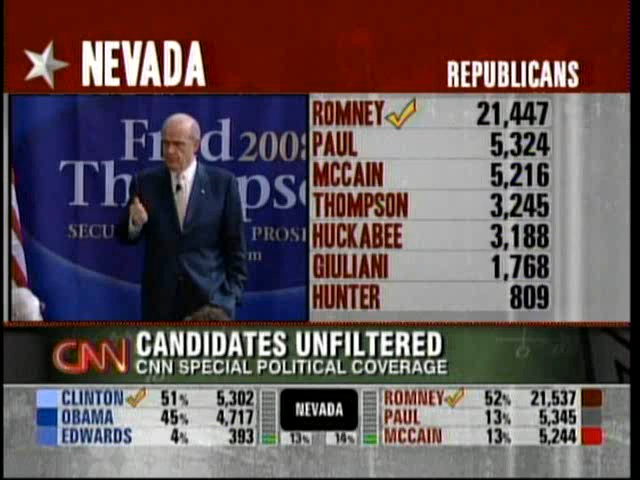 NEVADA
REPUBLICANS
Fred 2008
Thompso
SECU PROSP
m
ROMNEY 21,447
PAUL 5,324
MCCAIN 5,216
THOMPSON 3,245
HUCKABEE 3,188
GIULIANI 1,768
HUNTER 809
CNN CANDIDATES UNFILTERED
CNN SPECIAL POLITICAL COVERAGE
CLINTON 51% 5,302
OBAMA 45% 4,717
EDWARDS 4% 393
NEVADA
13% 14%
ROMNEY 52% 21,537
PAUL 13% 5,345
MCCAIN 13% 5,244